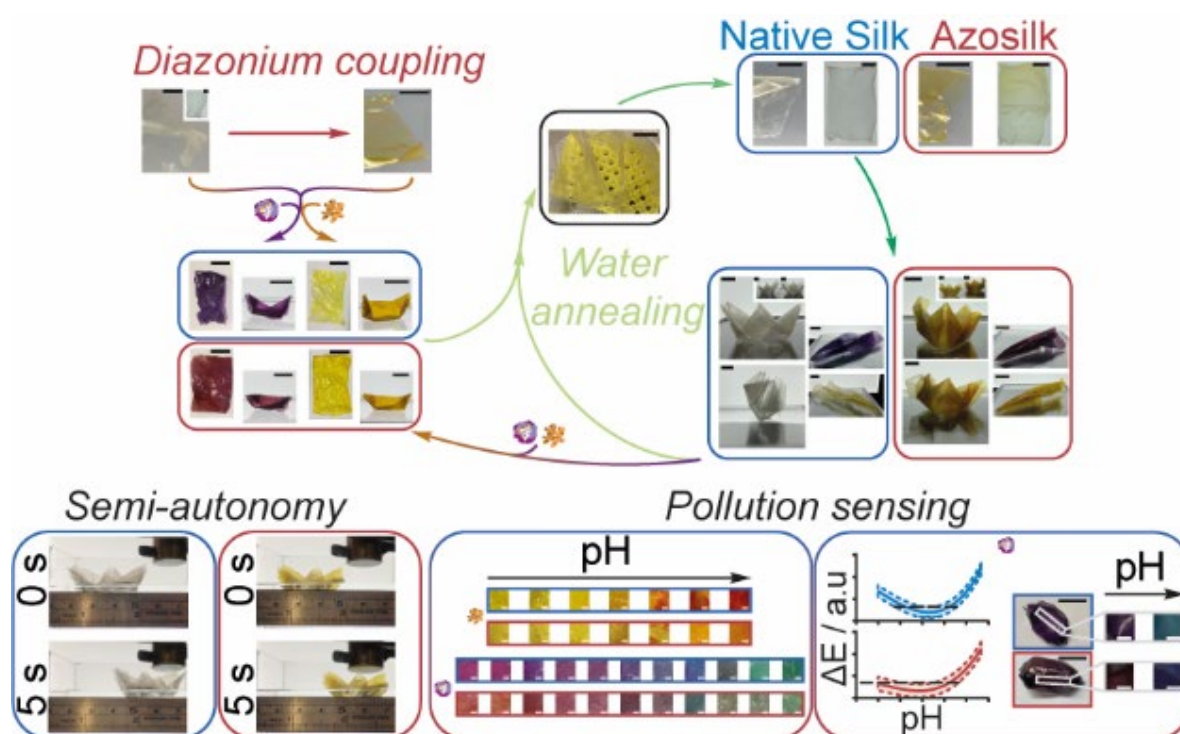 Diazonium coupling
Native Silk
Azosilk
Water
annealing
Semi-autonomy
Pollution sensing
0 s
5 s
0 s
5 s
pH
ΔE / a.u
pH
pH